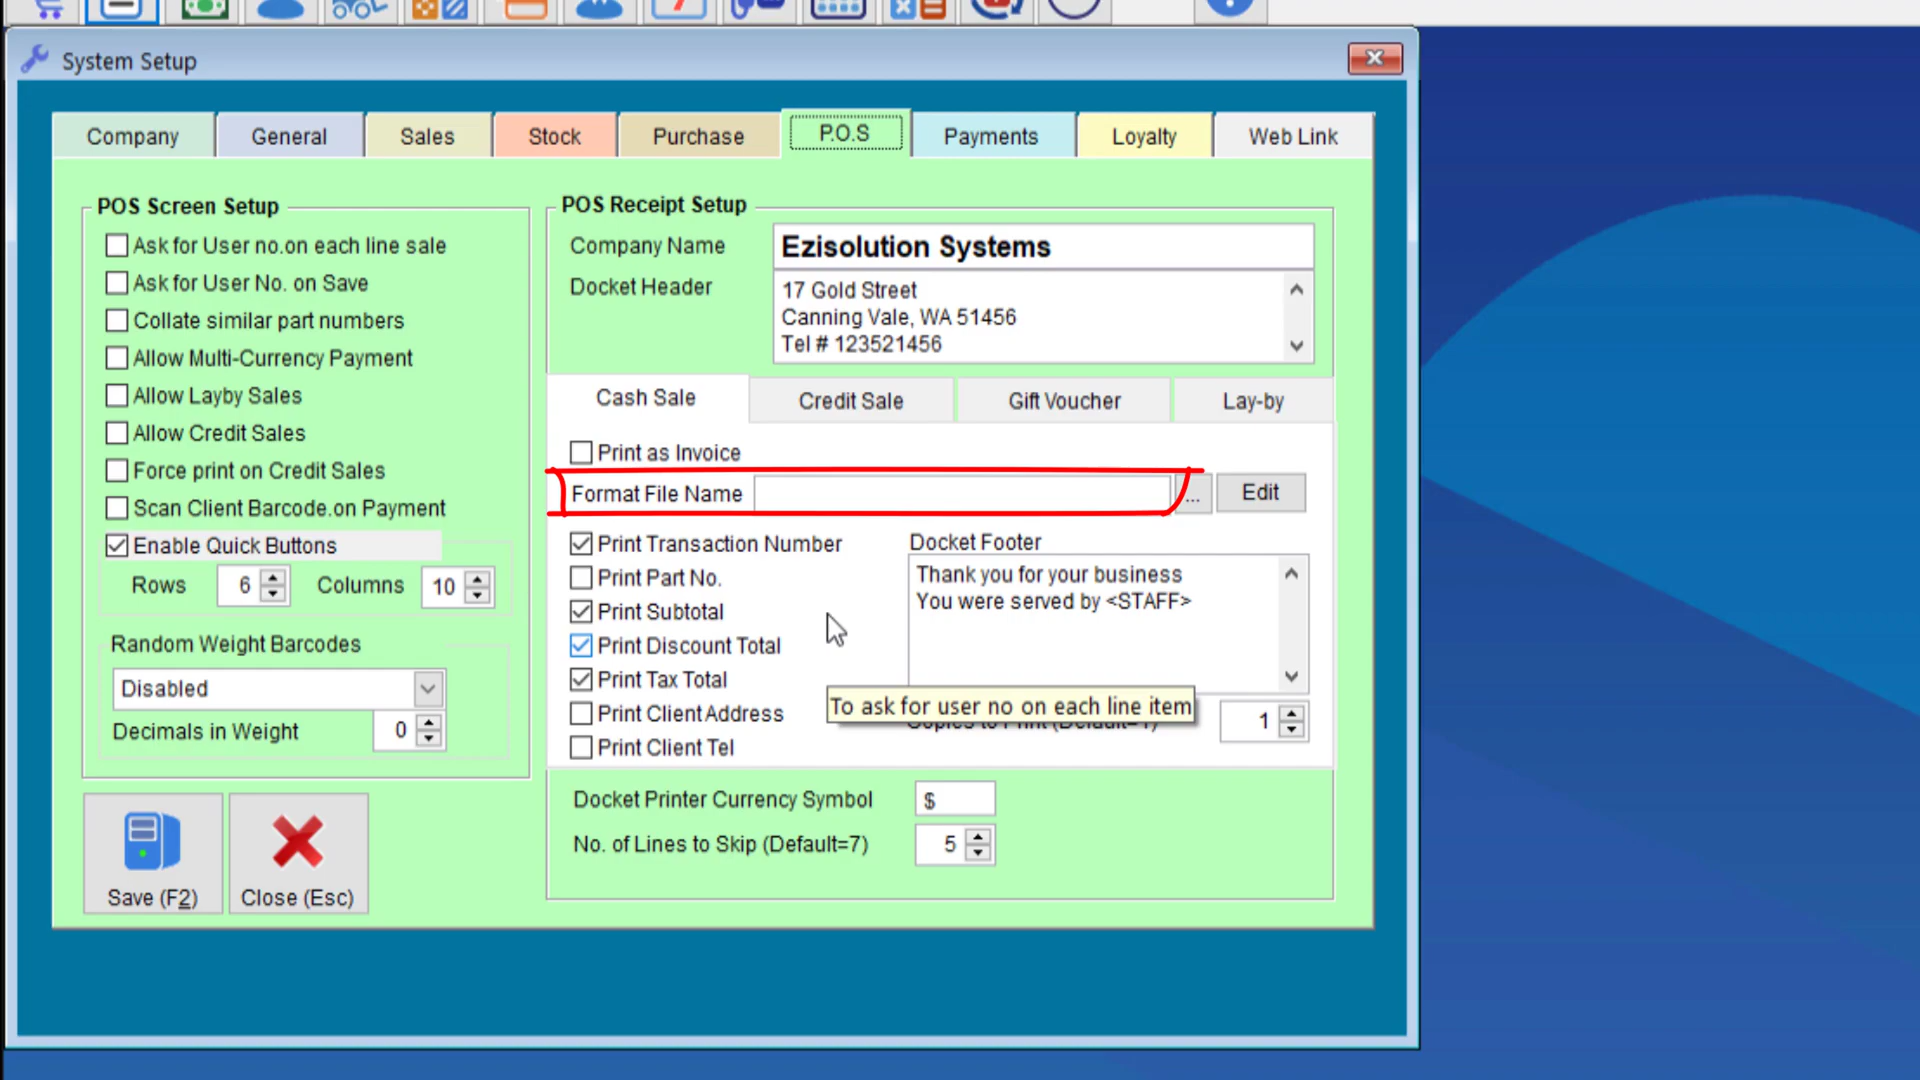 System Setup
Company
General
Sales
Stock
Purchase
P.O.S
Payments
Loyalty
Web Link
POS Screen Setup
Ask for User no.on each line sale
Ask for User No. on Save
Collate similar part numbers
Allow Multi-Currency Payment
Allow Layby Sales
Allow Credit Sales
Force print on Credit Sales
Scan Client Barcode.on Payment
Enable Quick Buttons
Rows 6 Columns 10
Random Weight Barcodes
Disabled
Decimals in Weight 0
Save (F2)
Close (Esc)
POS Receipt Setup
Company Name Ezisolution Systems
Docket Header
17 Gold Street
Canning Vale, WA 51456
Tel # 123521456
Cash Sale
Credit Sale
Gift Voucher
Lay-by
Print as Invoice
Format File Name ... Edit
Print Transaction Number
Print Part No.
Print Subtotal
Print Discount Total
Print Tax Total
Print Client Address
Print Client Tel
Docket Footer
Thank you for your business
You were served by <STAFF>
To ask for user no on each line item
Copies to Print (Default=1) 1
Docket Printer Currency Symbol $
No. of Lines to Skip (Default=7) 5